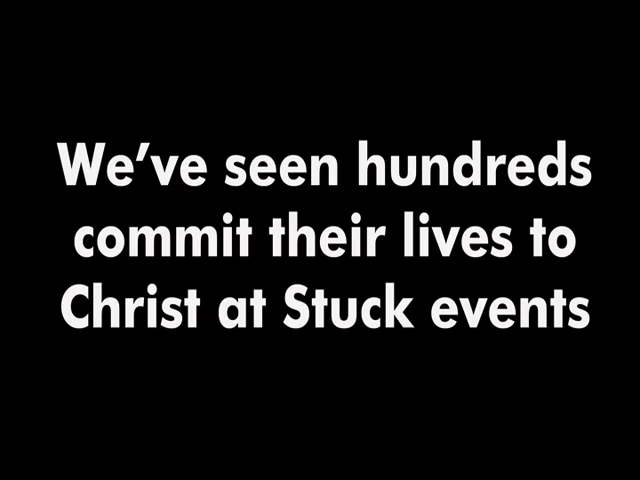 We've seen hundreds
commit their lives to
Christ at Stuck events